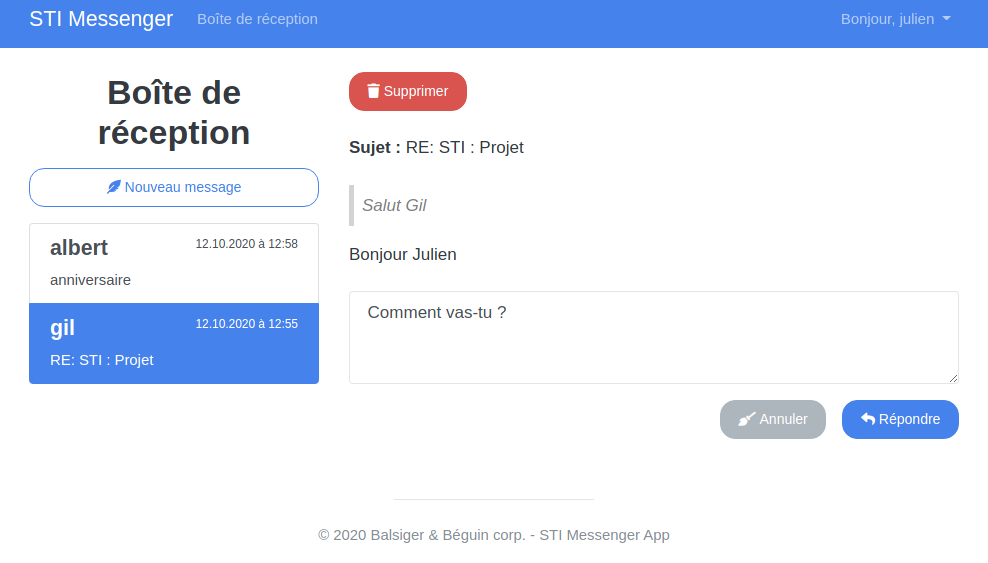 STI Messenger Boîte de réception Bonjour, julien
Boîte de
réception
Nouveau message
albert 12.10.2020 à 12:58
anniversaire
gil 12.10.2020 à 12:55
RE: STI : Projet
Supprimer
Sujet : RE: STI : Projet
Salut Gil
Bonjour Julien
Comment vas-tu ?
Annuler Répondre
© 2020 Balsiger & Béguin corp. - STI Messenger App